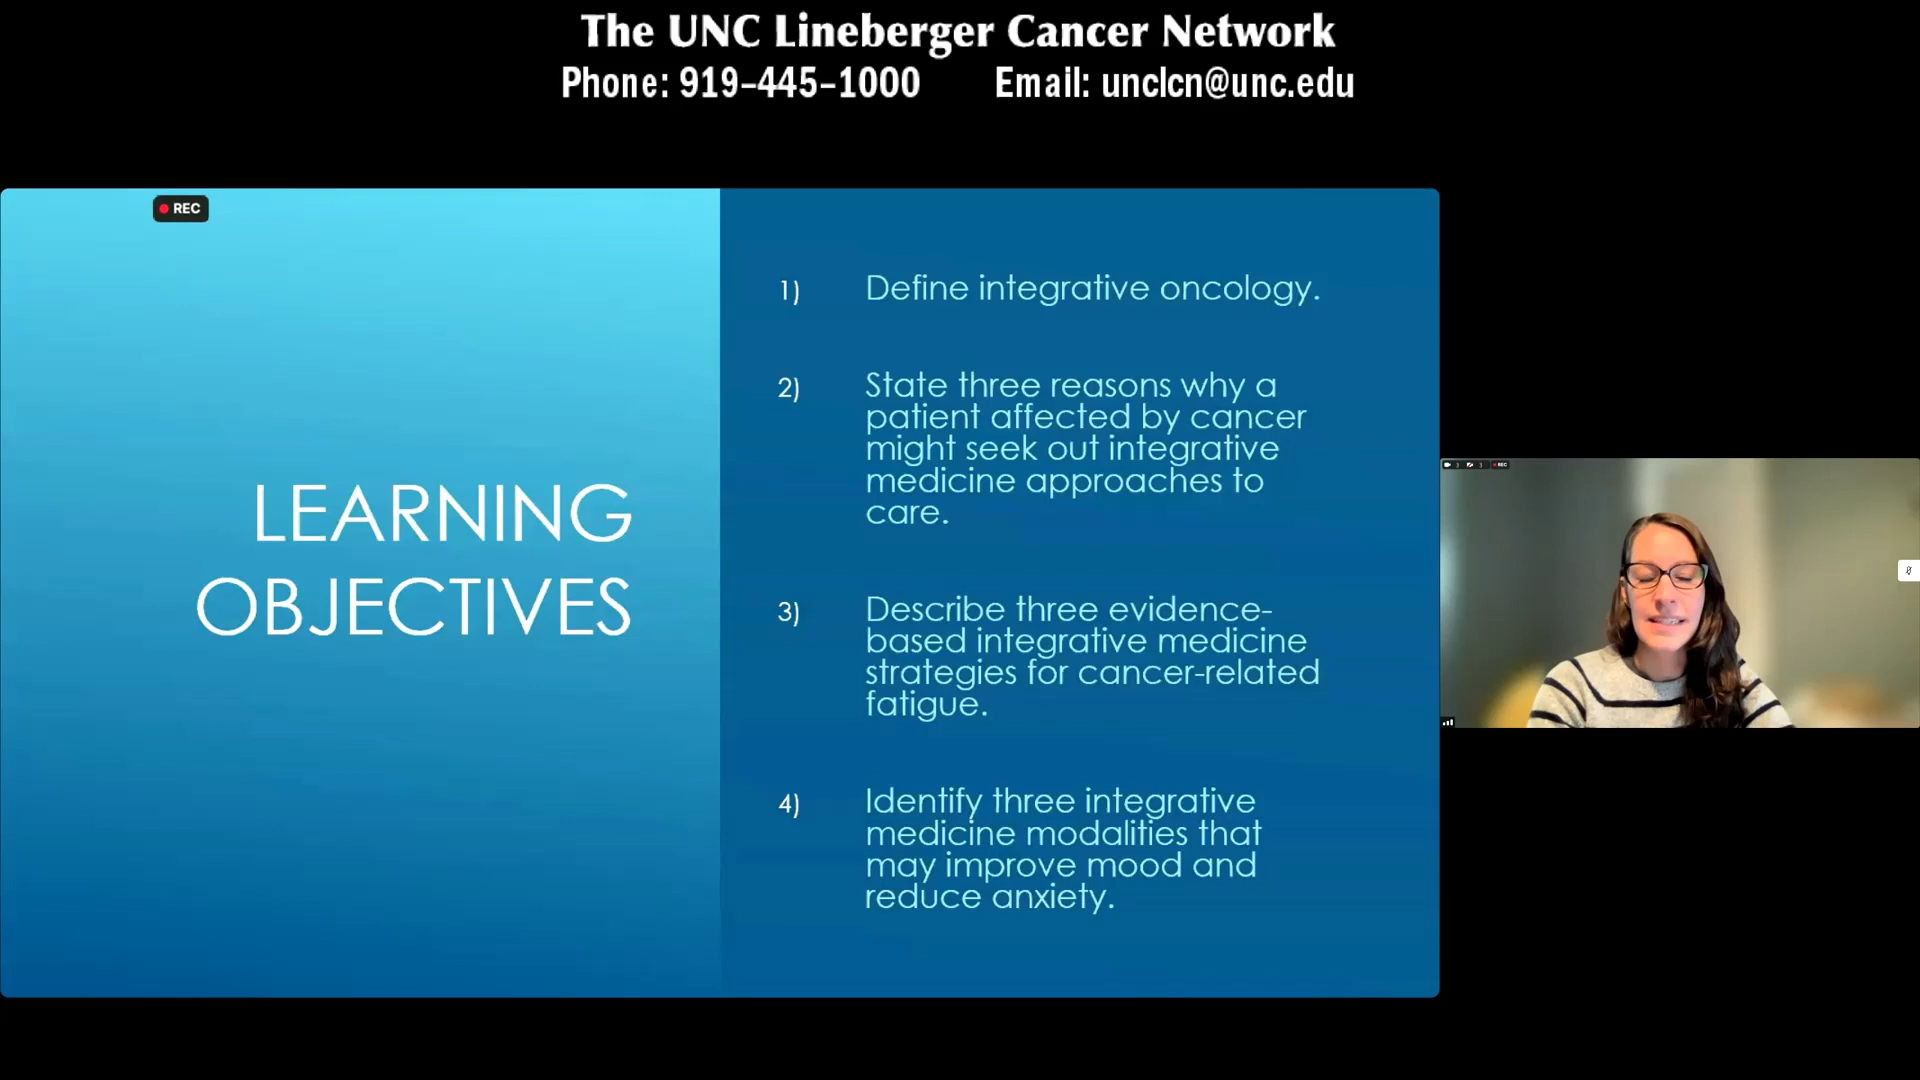 The UNC Lineberger Cancer Network
Phone: 919-445-1000 Email: unclcn@unc.edu
REC
LEARNING
OBJECTIVES
1) Define integrative oncology.
2) State three reasons why a
patient affected by cancer
might seek out integrative
medicine approaches to
care.
3) Describe three evidence-
based integrative medicine
strategies for cancer-related
fatigue.
4) Identify three integrative
medicine modalities that
may improve mood and
reduce anxiety.
REC